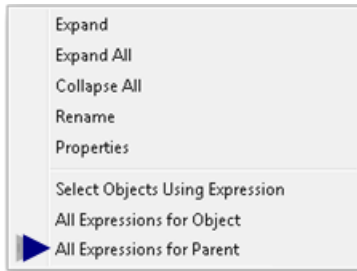 Expand
Expand All
Collapse All
Rename
Properties
Select Objects Using Expression
All Expressions for Object
All Expressions for Parent